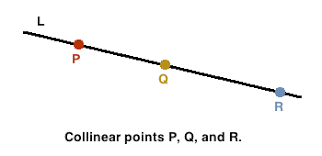 L
P
Q
R
Collinear points P, Q, and R.